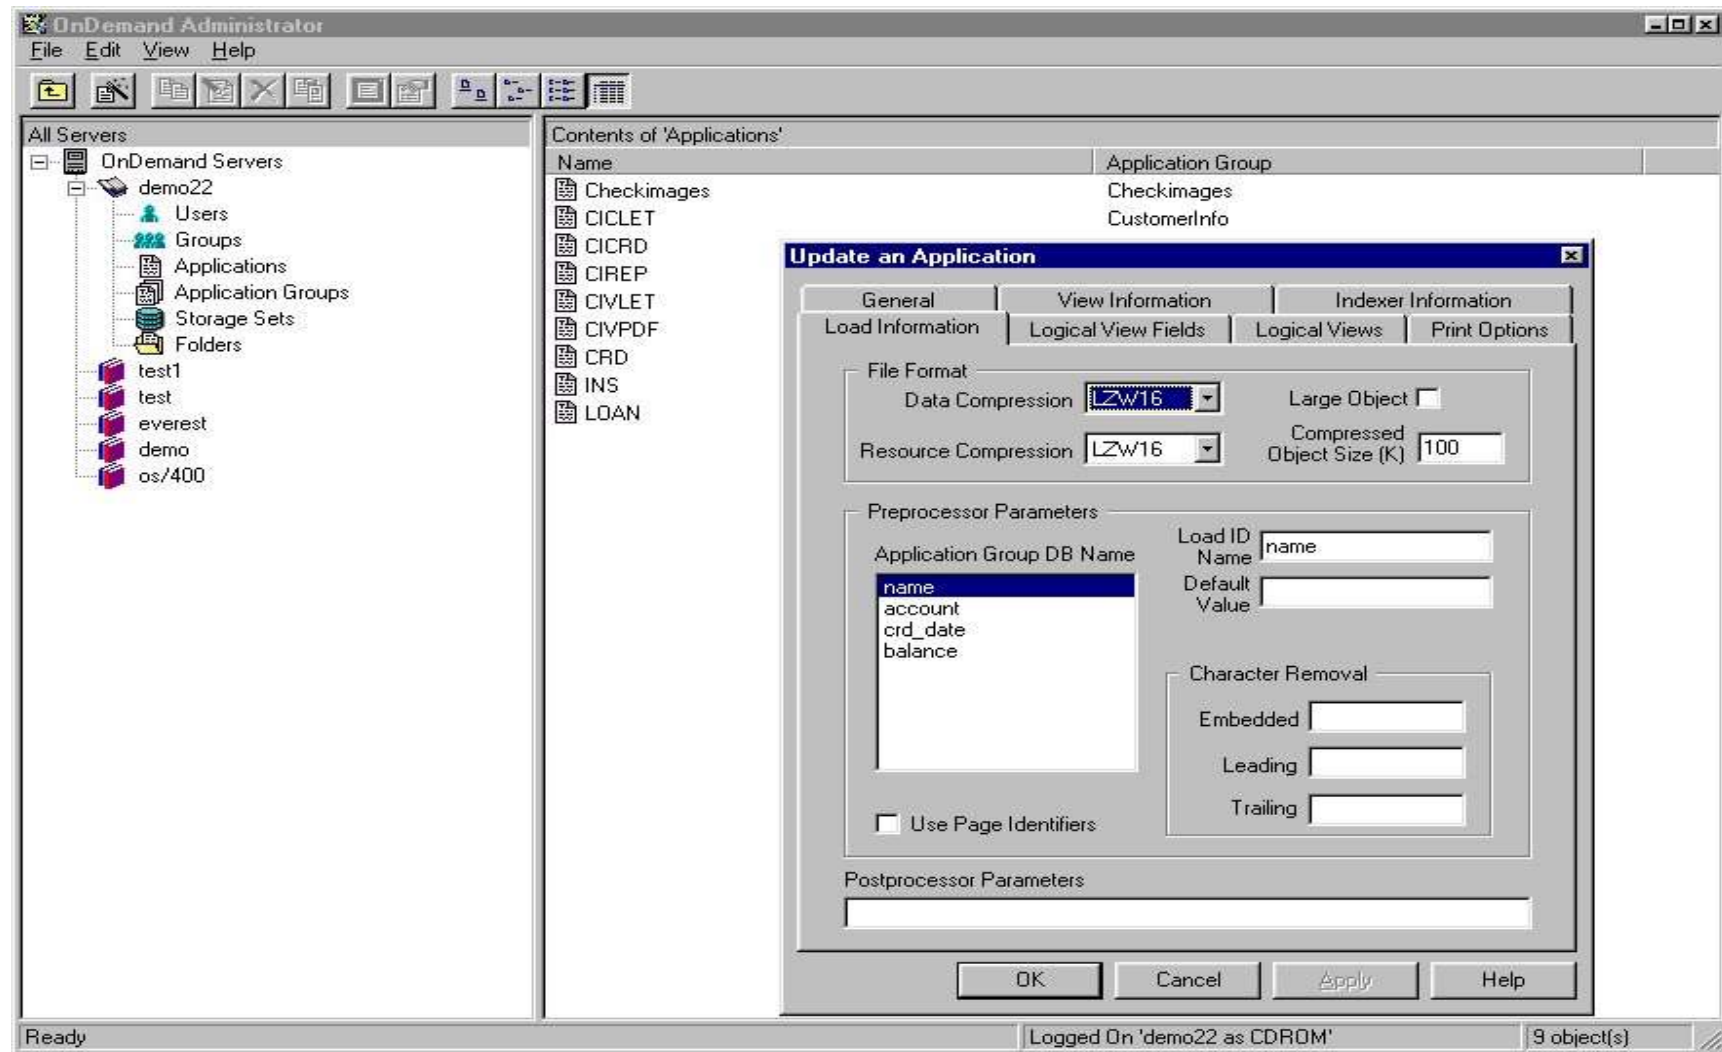 OnDemand Administrator
File Edit View Help
All Servers
OnDemand Servers
demo22
Users
Groups
Applications
Application Groups
Storage Sets
Folders
test1
test
everest
demo
os/400
Contents of 'Applications'
Name Application Group
Checkimages Checkimages
CICLET CustomerInfo
CICRD
CIREP
CIVLET
CIVPDF
CRD
INS
LOAN
Update an Application
General View Information Indexer Information
Load Information Logical View Fields Logical Views Print Options
File Format
Data Compression LZW16 Large Object
Resource Compression LZW16 Compressed
Object Size (K) 100
Preprocessor Parameters
Application Group DB Name
name
account
crd_date
balance
Load ID
Name name
Default
Value
Character Removal
Embedded
Leading
Trailing
Use Page Identifiers
Postprocessor Parameters
OK Cancel Apply Help
Ready Logged On 'demo22 as CDROM' 9 object(s)